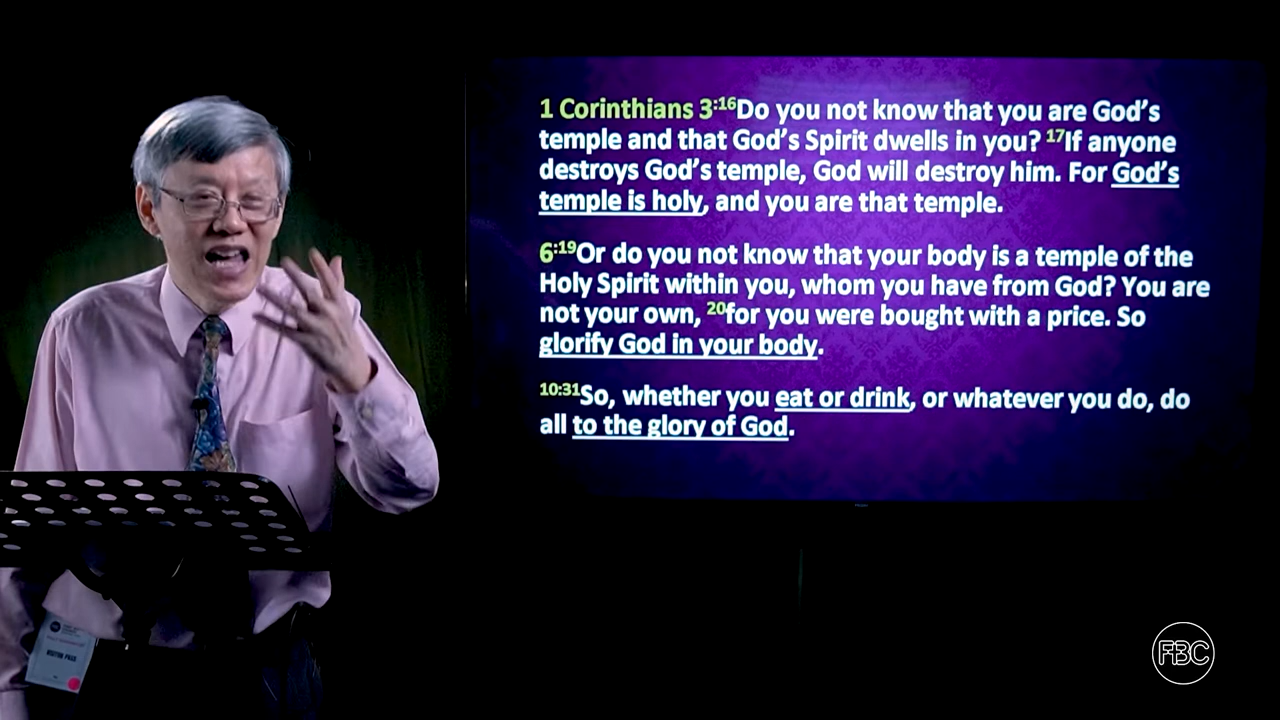 1 Corinthians 3:16Do you not know that you are God's
temple and that God's Spirit dwells in you? 17If anyone
destroys God's temple, God will destroy him. For God's
temple is holy, and you are that temple.
6:19Or do you not know that your body is a temple of the
Holy Spirit within you, whom you have from God? You are
not your own, 20for you were bought with a price. So
glorify God in your body.
10:31So, whether you eat or drink, or whatever you do, do
all to the glory of God.
VISITOR PASS
FBC